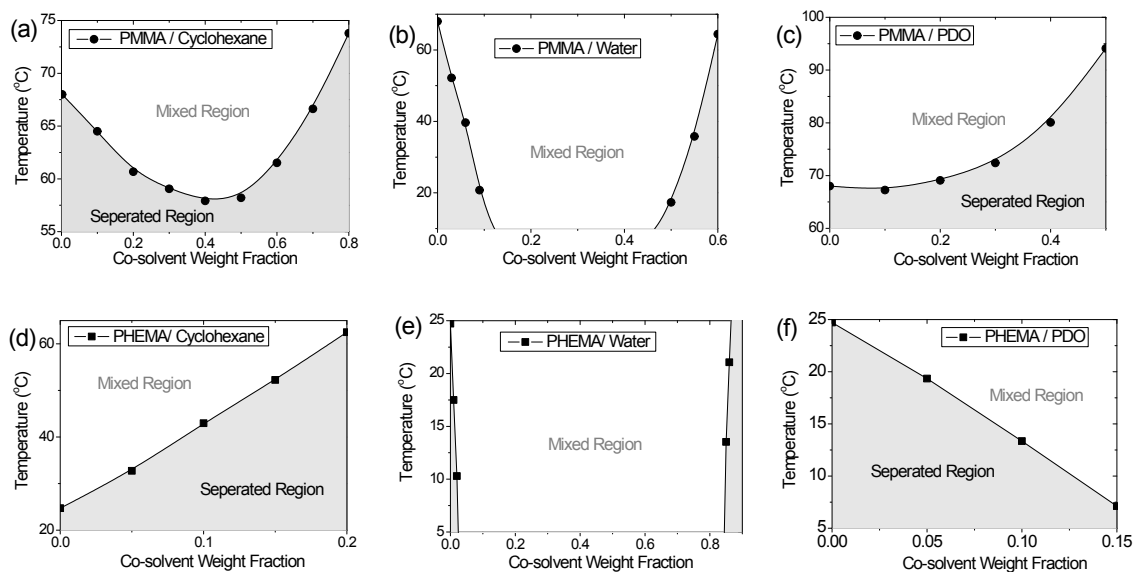 (a)
PMMA / Cyclohexane
Temperature (°C)
75
70
65
60
55
Mixed Region
Seperated Region
0.0 0.2 0.4 0.6 0.8
Co-solvent Weight Fraction
(b)
PMMA / Water
Temperature (°C)
60
40
20
Mixed Region
0.0 0.2 0.4 0.6
Co-solvent Weight Fraction
(c)
PMMA / PDO
Temperature (°C)
100
90
80
70
60
Mixed Region
Seperated Region
0.0 0.2 0.4
Co-solvent Weight Fraction
(d)
PHEMA/ Cyclohexane
Temperature (°C)
60
40
20
Mixed Region
Seperated Region
0.0 0.1 0.2
Co-solvent Weight Fraction
(e)
PHEMA/ Water
Temperature (°C)
25
20
15
10
5
Mixed Region
0.0 0.2 0.4 0.6 0.8
Co-solvent Weight Fraction
(f)
PHEMA / PDO
Temperature (°C)
25
20
15
10
5
Mixed Region
Seperated Region
0.00 0.05 0.10 0.15
Co-solvent Weight Fraction